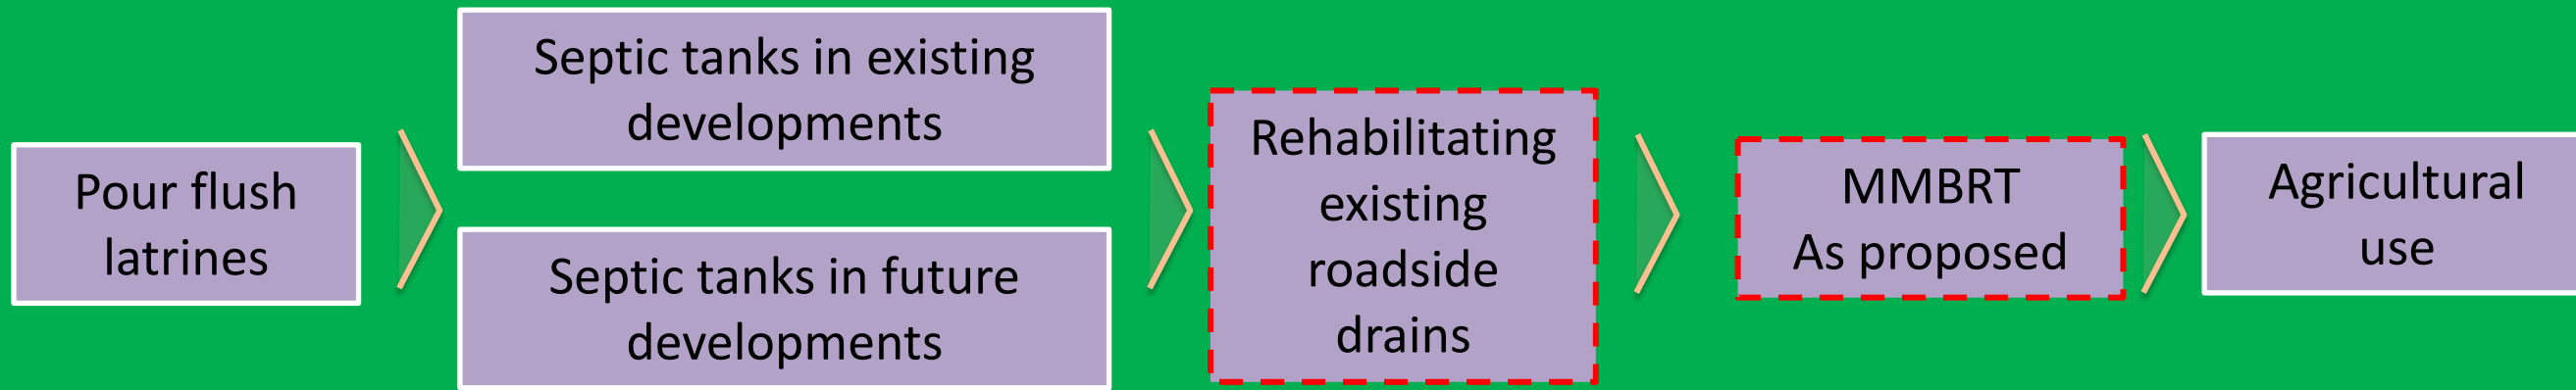 Pour flush
latrines
Septic tanks in existing
developments
Septic tanks in future
developments
Rehabilitating
existing
roadside
drains
MMBRT
As proposed
Agricultural
use